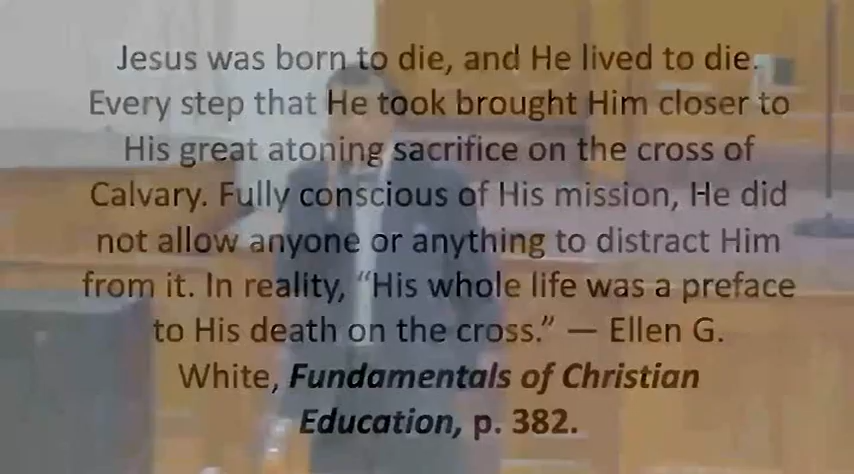 Jesus was born to die, and He lived to die.
Every step that He took brought Him closer to
His great atoning sacrifice on the cross of
Calvary. Fully conscious of His mission, He did
not allow anyone or anything to distract Him
from it. In reality, “His whole life was a preface
to His death on the cross.” — Ellen G.
White, Fundamentals of Christian
Education, p. 382.